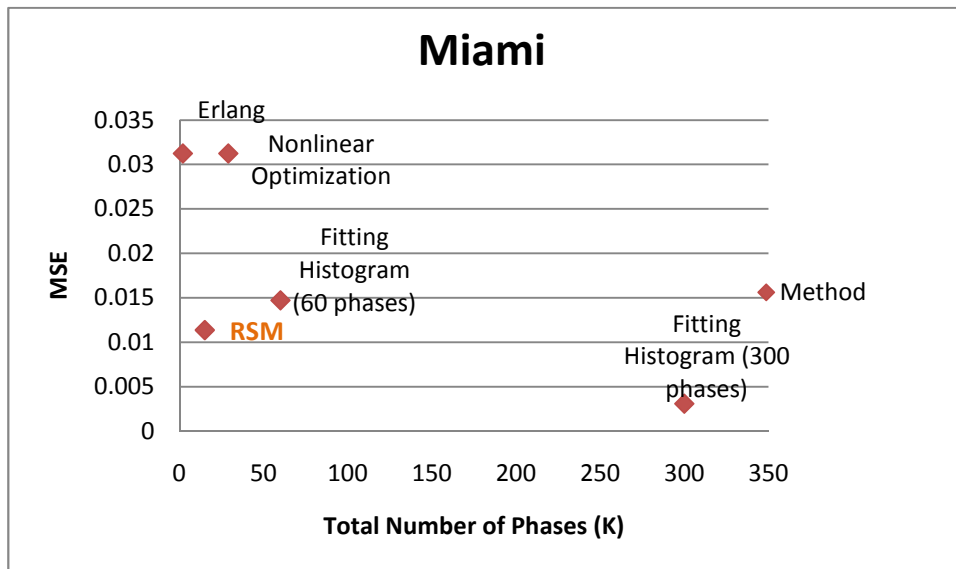 Miami
Erlang
0.035
Nonlinear
0.03
Optimization
0.025
0.02
Fitting
Histogram
(60 phases)
0.015
Method
RSM
0.01
Fitting
Histogram (300
phases)
0.005
0
MSE
0 50 100 150 200 250 300 350
Total Number of Phases (K)